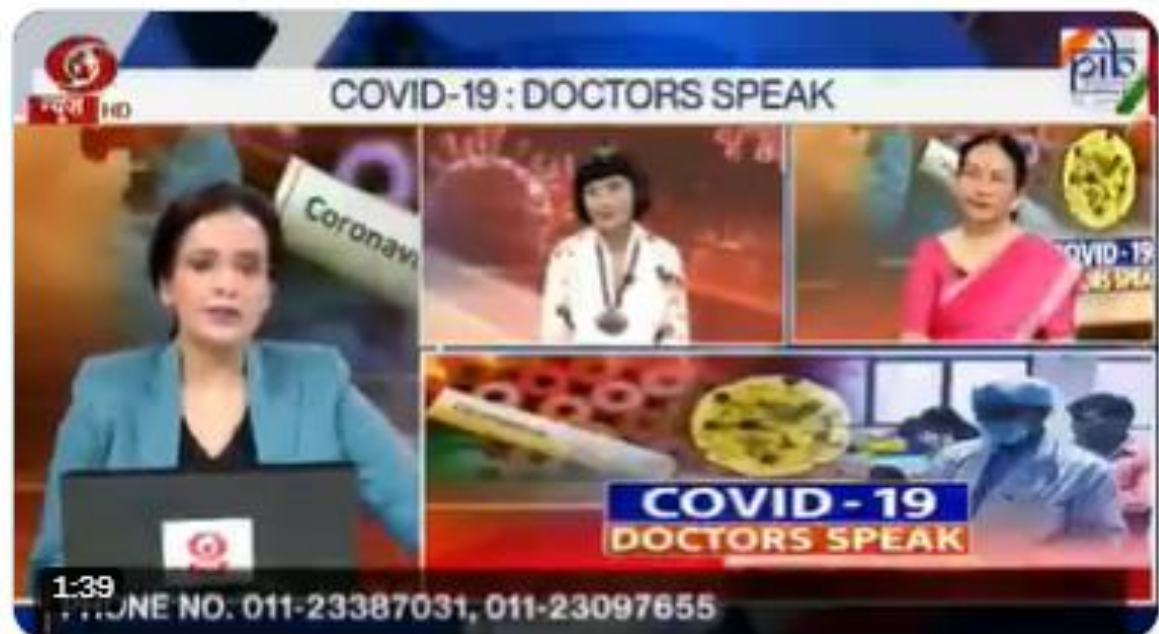 न्यूज़ HD
pib
COVID-19 : DOCTORS SPEAK
Coronavi
COVID - 19
COVID - 19
DOCTORS SPEAK
1:39
PHONE NO. 011-23387031, 011-23097655